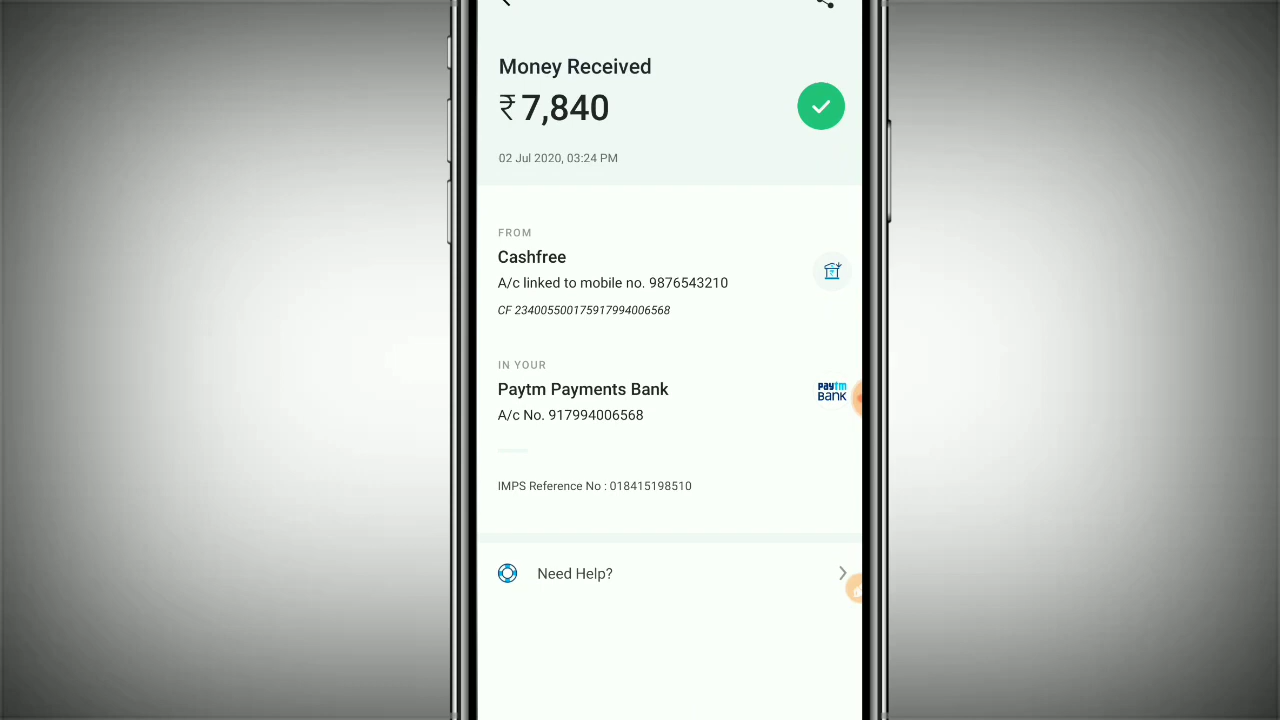 Money Received
₹7,840
02 Jul 2020, 03:24 PM
FROM
Cashfree
A/c linked to mobile no. 9876543210
CF 234005500175917994006568
IN YOUR
Paytm Payments Bank
paytm
BANK
A/c No. 917994006568
IMPS Reference No : 018415198510
Need Help?